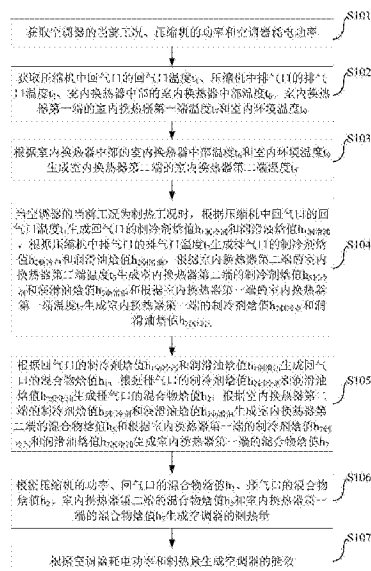 S101
获取空调器的当前工况、压缩机的功率和空调器耗电功率
S102
获取压缩机中回气口的回气口温度t₁、压缩机中排气口的排气
口温度t₂、室内换热器中部的室内换热器中部温度t₆、室内换热
器第一端的室内换热器第一端温度t₇和室内环境温度
S103
根据室内换热器中部的室内换热器中部温度t₆和室内环境温度
生成室内换热器第二端的室内换热器第二端温度t₅
S104
当空调器的当前工况为制热工况时，根据压缩机中回气口的回
气口温度t₁生成回气口的制冷剂焓值和润滑油焓值
，根据压缩机中排气口的排气口温度t₂生成排气口的制冷剂焓
值和润滑油焓值、根据室内换热器第二端的室内
换热器第二端温度t₅生成室内换热器第二端的制冷剂焓值
和润滑油焓值和根据室内换热器第一端的室内换热器
第一端温度t₇生成室内换热器第一端的制冷剂焓值和润
滑油焓值
S105
根据回气口的制冷剂焓值和润滑油焓值生成回气
口的混合物焓值h₁、根据排气口的制冷剂焓值和润滑油
焓值生成排气口的混合物焓值h₂、根据室内换热器第
二端的制冷剂焓值和润滑油焓值生成室内换热器第
二端的混合物焓值h₅和根据室内换热器第一端的制冷剂焓值
和润滑油焓值生成室内换热器第一端的混合物焓值h₇
S106
根据压缩机的功率、回气口的混合物焓值h₁、排气口的混合物
焓值h₂、室内换热器第二端的混合物焓值h₅和室内换热器第一
端的混合物焓值h₇生成空调器的制热量
S107
根据空调器耗电功率和制热量生成空调器的能效